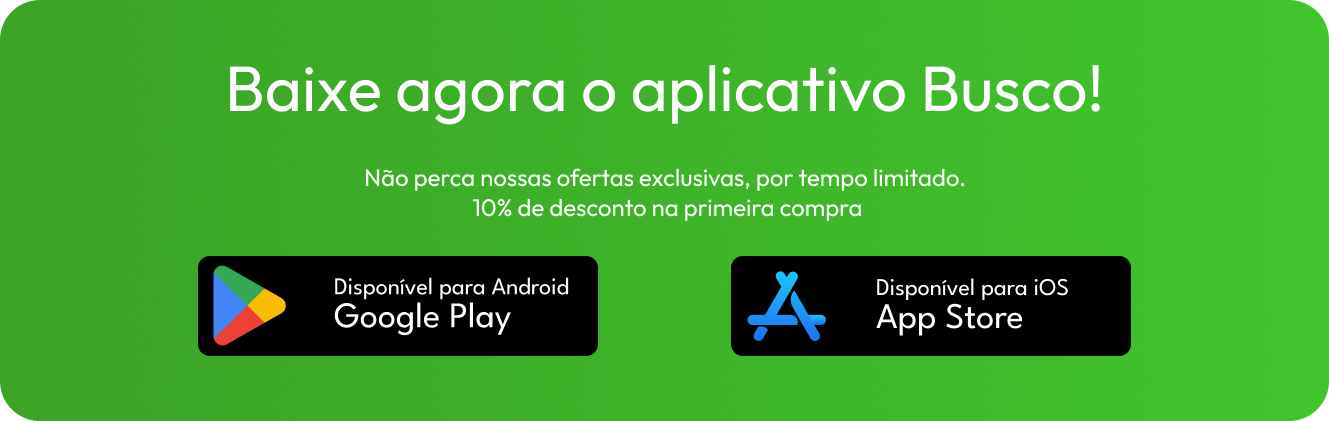 Baixe agora o aplicativo Busco!
Não perca nossas ofertas exclusivas, por tempo limitado.
10% de desconto na primeira compra
Disponível para Android
Google Play
Disponível para iOS
App Store